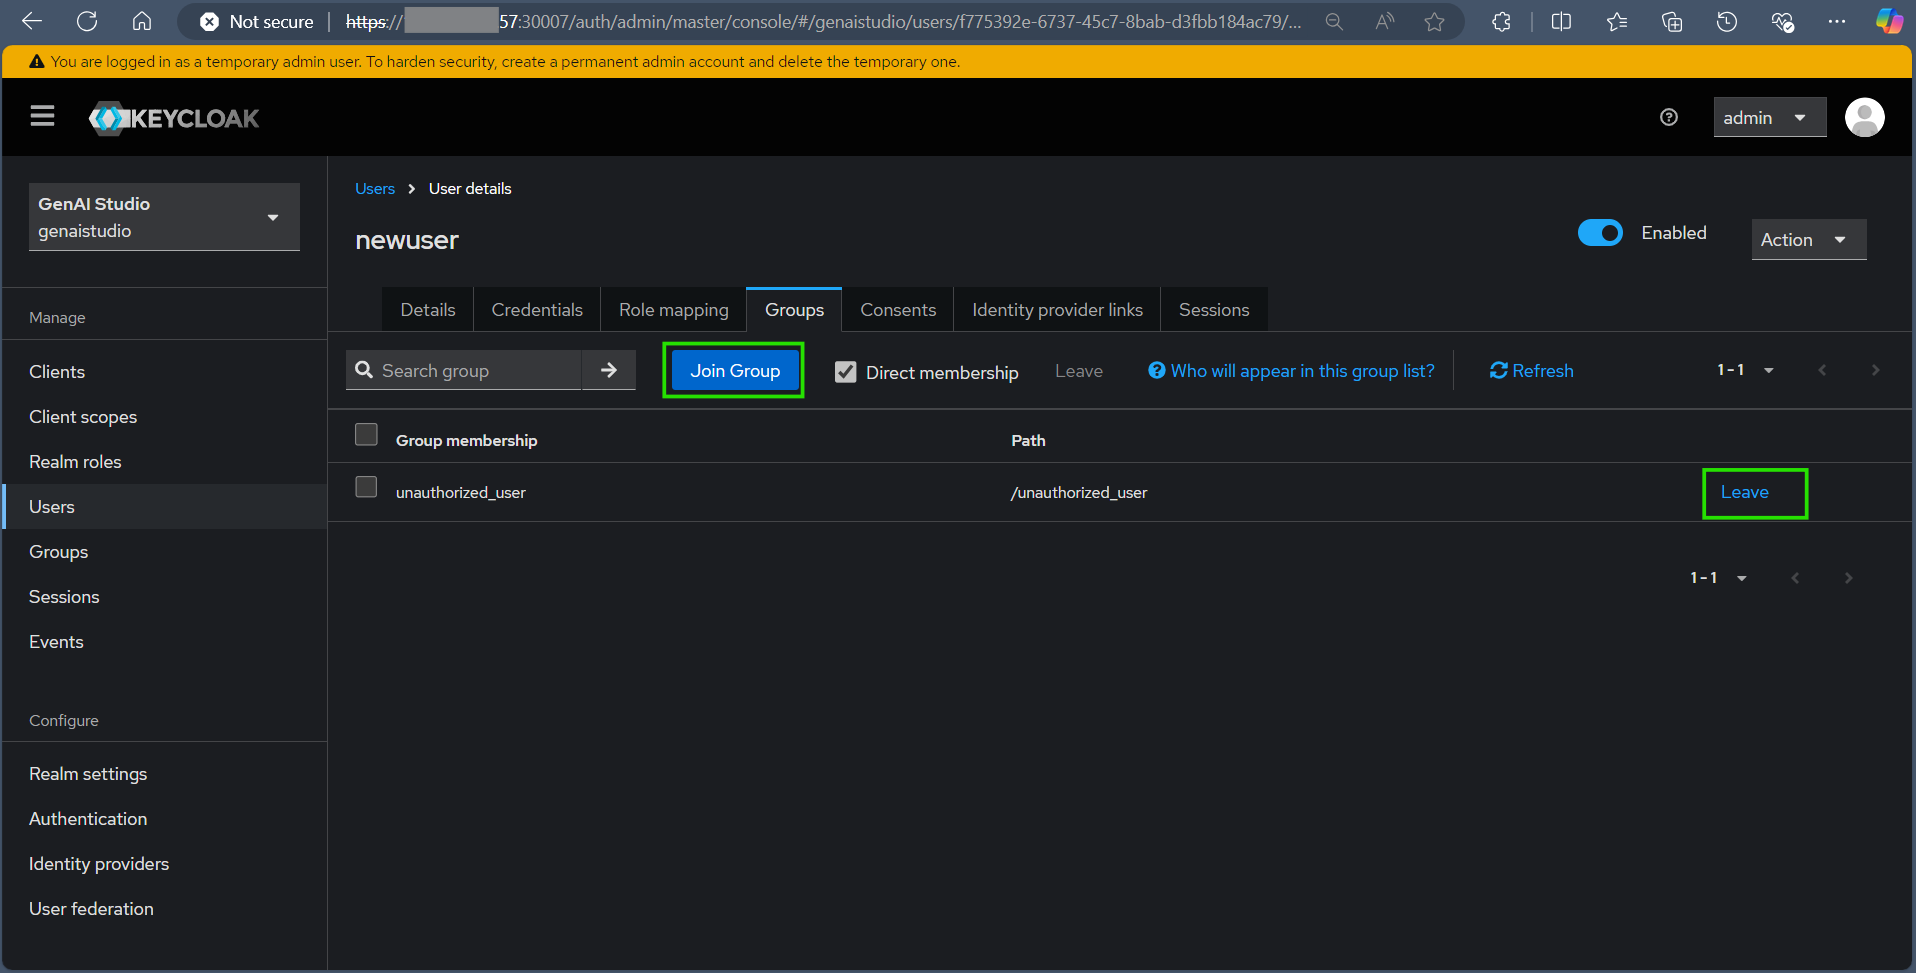 Not secure https:// 57:30007/auth/admin/master/console/#/genaistudio/users/f775392e-6737-45c7-8bab-d3fbb184ac79/...
You are logged in as a temporary admin user. To harden security, create a permanent admin account and delete the temporary one.
KEYCLOAK
admin
GenAI Studio
genaistudio
Manage
Clients
Client scopes
Realm roles
Users
Groups
Sessions
Events
Configure
Realm settings
Authentication
Identity providers
User federation
Users > User details
newuser
Enabled
Action
Details Credentials Role mapping Groups Consents Identity provider links Sessions
Search group Join Group Direct membership Leave Who will appear in this group list? Refresh 1 - 1
Group membership Path
unauthorized_user /unauthorized_user Leave
1 - 1